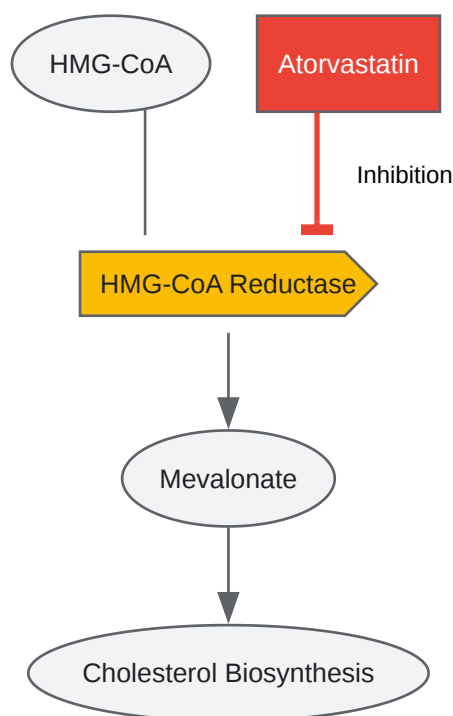 HMG-CoA
Atorvastatin
Inhibition
HMG-CoA Reductase
Mevalonate
Cholesterol Biosynthesis